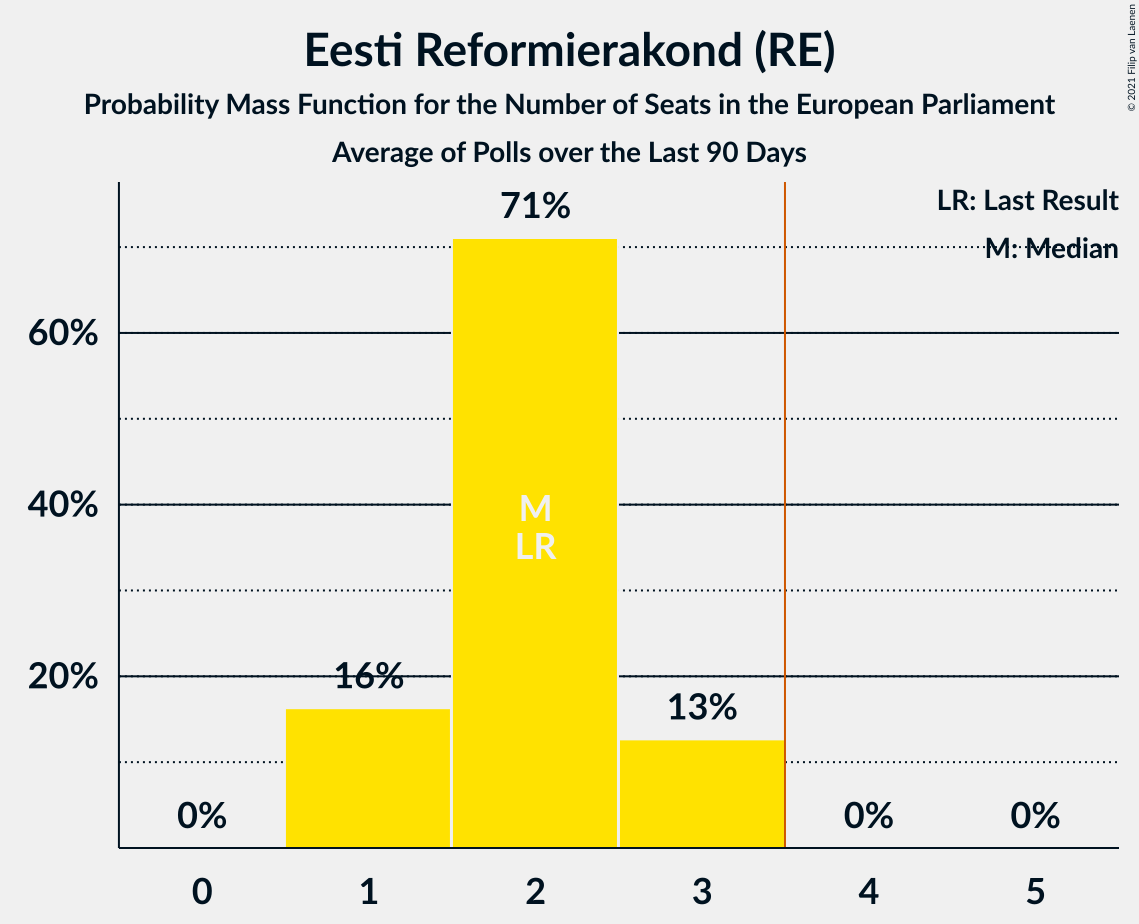 Eesti Reformierakond (RE)
Probability Mass Function for the Number of Seats in the European Parliament
Average of Polls over the Last 90 Days
© 2021 Filip van Laenen
LR: Last Result
M: Median
71%
60%
40%
20%
M
LR
16%
13%
0%
0%
0%
0
1
2
3
4
5